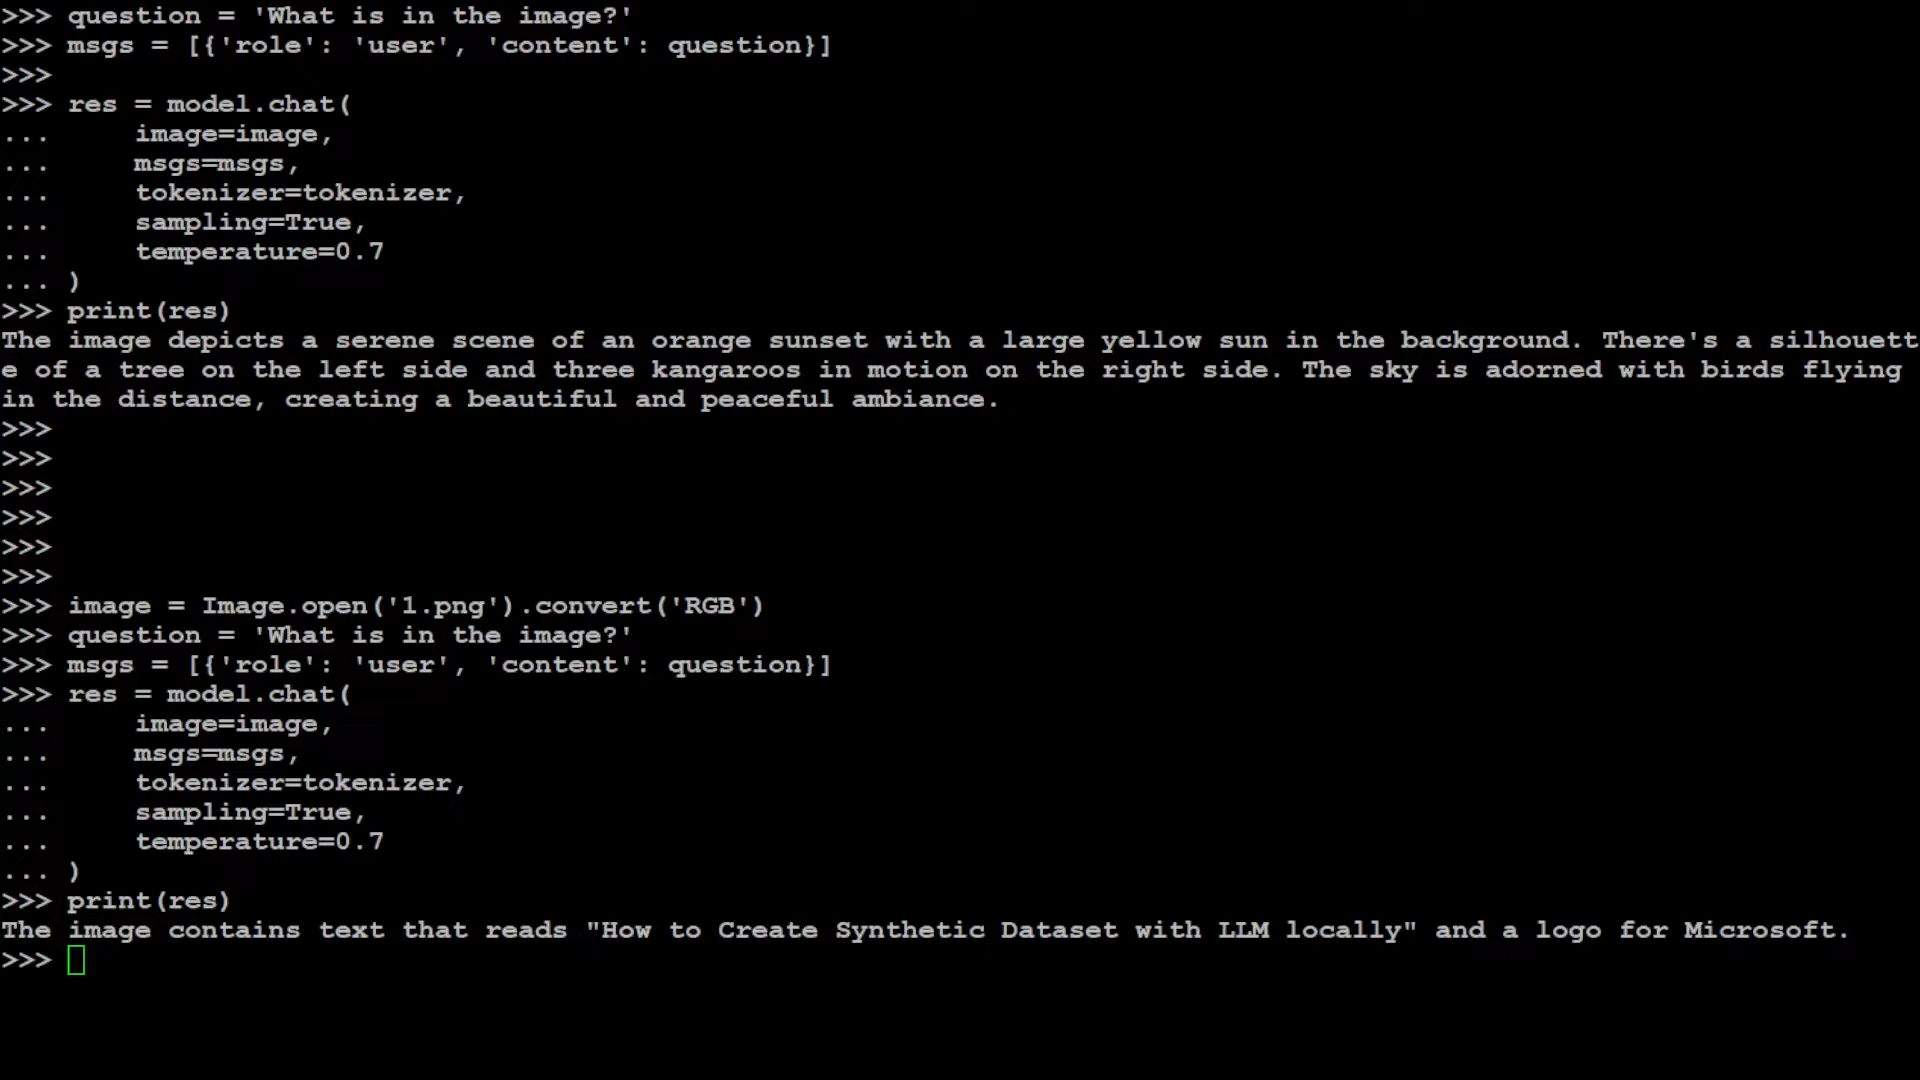 >>> question = 'What is in the image?'
>>> msgs = [{'role': 'user', 'content': question}]
>>>
>>> res = model.chat(
...     image=image,
...     msgs=msgs,
...     tokenizer=tokenizer,
...     sampling=True,
...     temperature=0.7
... )
>>> print(res)
The image depicts a serene scene of an orange sunset with a large yellow sun in the background. There's a silhouett
e of a tree on the left side and three kangaroos in motion on the right side. The sky is adorned with birds flying
in the distance, creating a beautiful and peaceful ambiance.
>>>
>>>
>>>
>>>
>>>
>>>
>>> image = Image.open('1.png').convert('RGB')
>>> question = 'What is in the image?'
>>> msgs = [{'role': 'user', 'content': question}]
>>> res = model.chat(
...     image=image,
...     msgs=msgs,
...     tokenizer=tokenizer,
...     sampling=True,
...     temperature=0.7
... )
>>> print(res)
The image contains text that reads "How to Create Synthetic Dataset with LLM locally" and a logo for Microsoft.
>>>